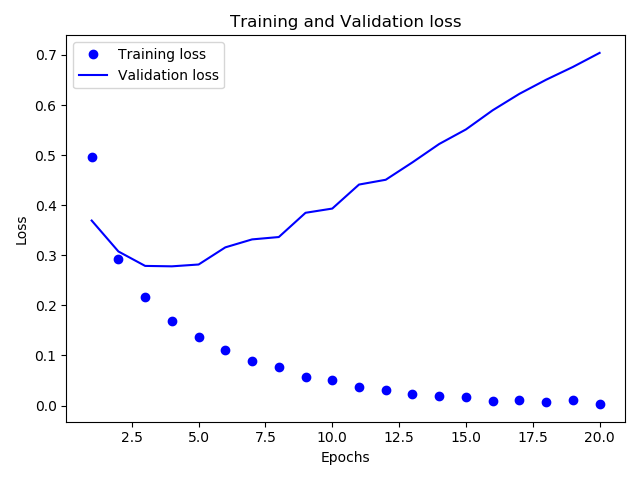 Training and Validation loss
Training loss
Validation loss
0.7
0.6
0.5
0.4
0.3
0.2
0.1
0.0
Loss
2.5 5.0 7.5 10.0 12.5 15.0 17.5 20.0
Epochs